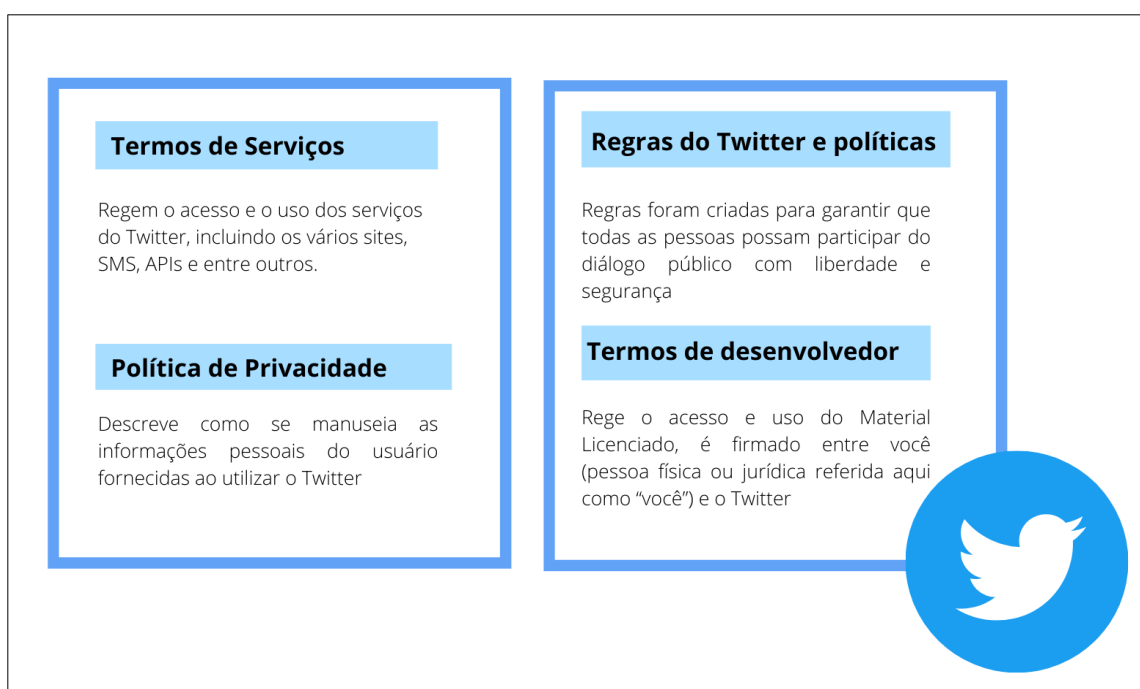 Termos de Serviços
Regem o acesso e o uso dos serviços
do Twitter, incluindo os vários sites,
SMS, APIs e entre outros.
Política de Privacidade
Descreve como se manuseia as
informações pessoais do usuário
fornecidas ao utilizar o Twitter
Regras do Twitter e políticas
Regras foram criadas para garantir que
todas as pessoas possam participar do
diálogo público com liberdade e
segurança
Termos de desenvolvedor
Rege o acesso e uso do Material
Licenciado, é firmado entre você
(pessoa física ou jurídica referida aqui
como “você”) e o Twitter